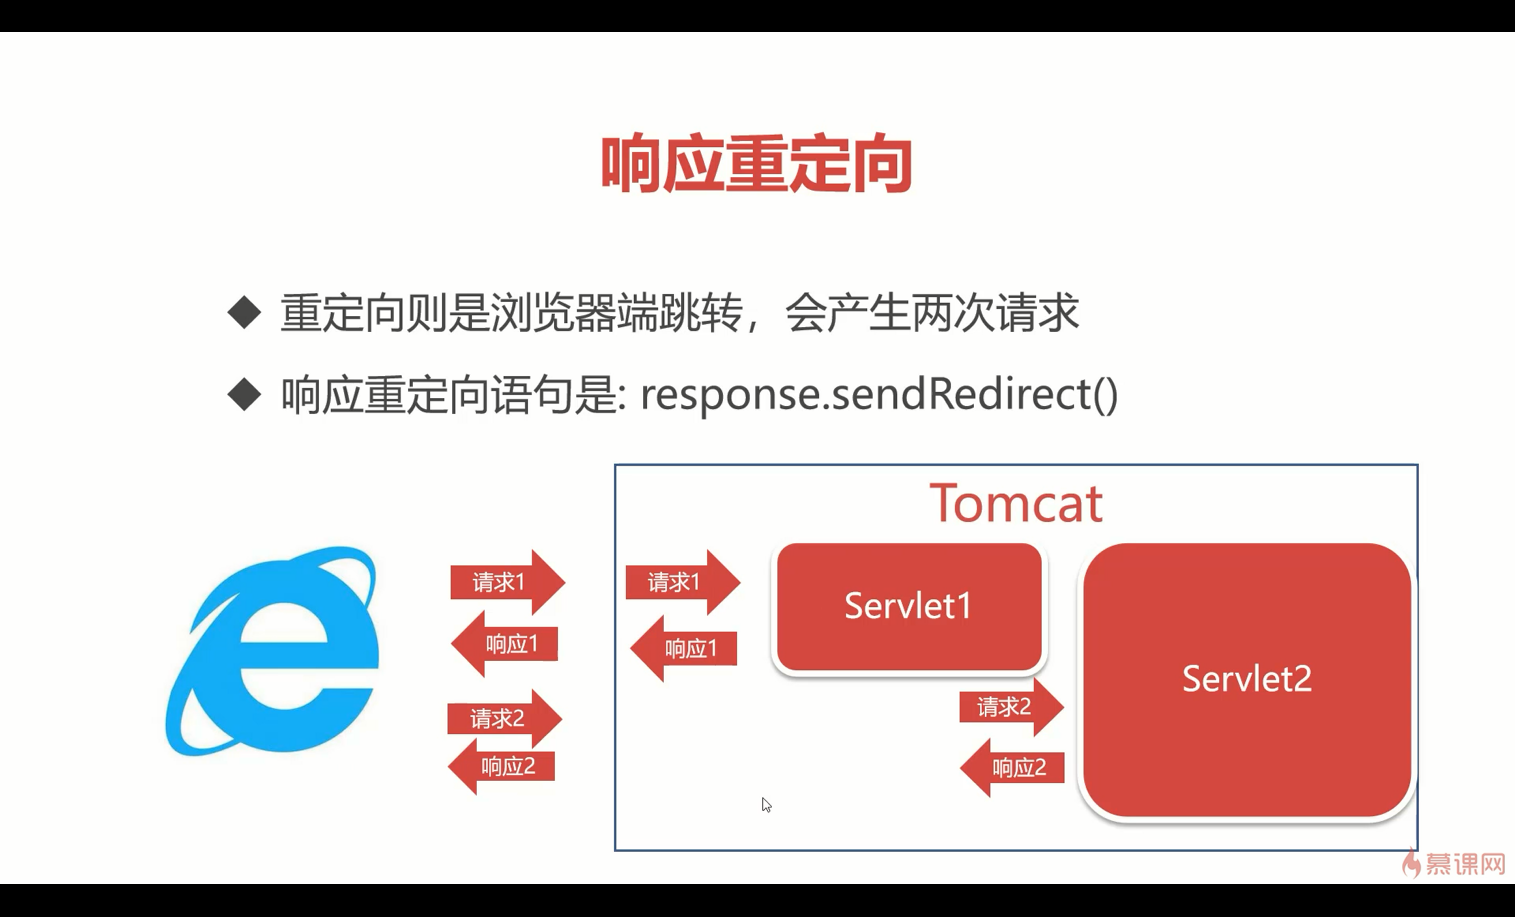 响应重定向
重定向则是浏览器端跳转，会产生两次请求
响应重定向语句是: response.sendRedirect()
Tomcat
请求1
请求1
Servlet1
响应1
响应1
Servlet2
请求2
请求2
响应2
响应2
慕课网